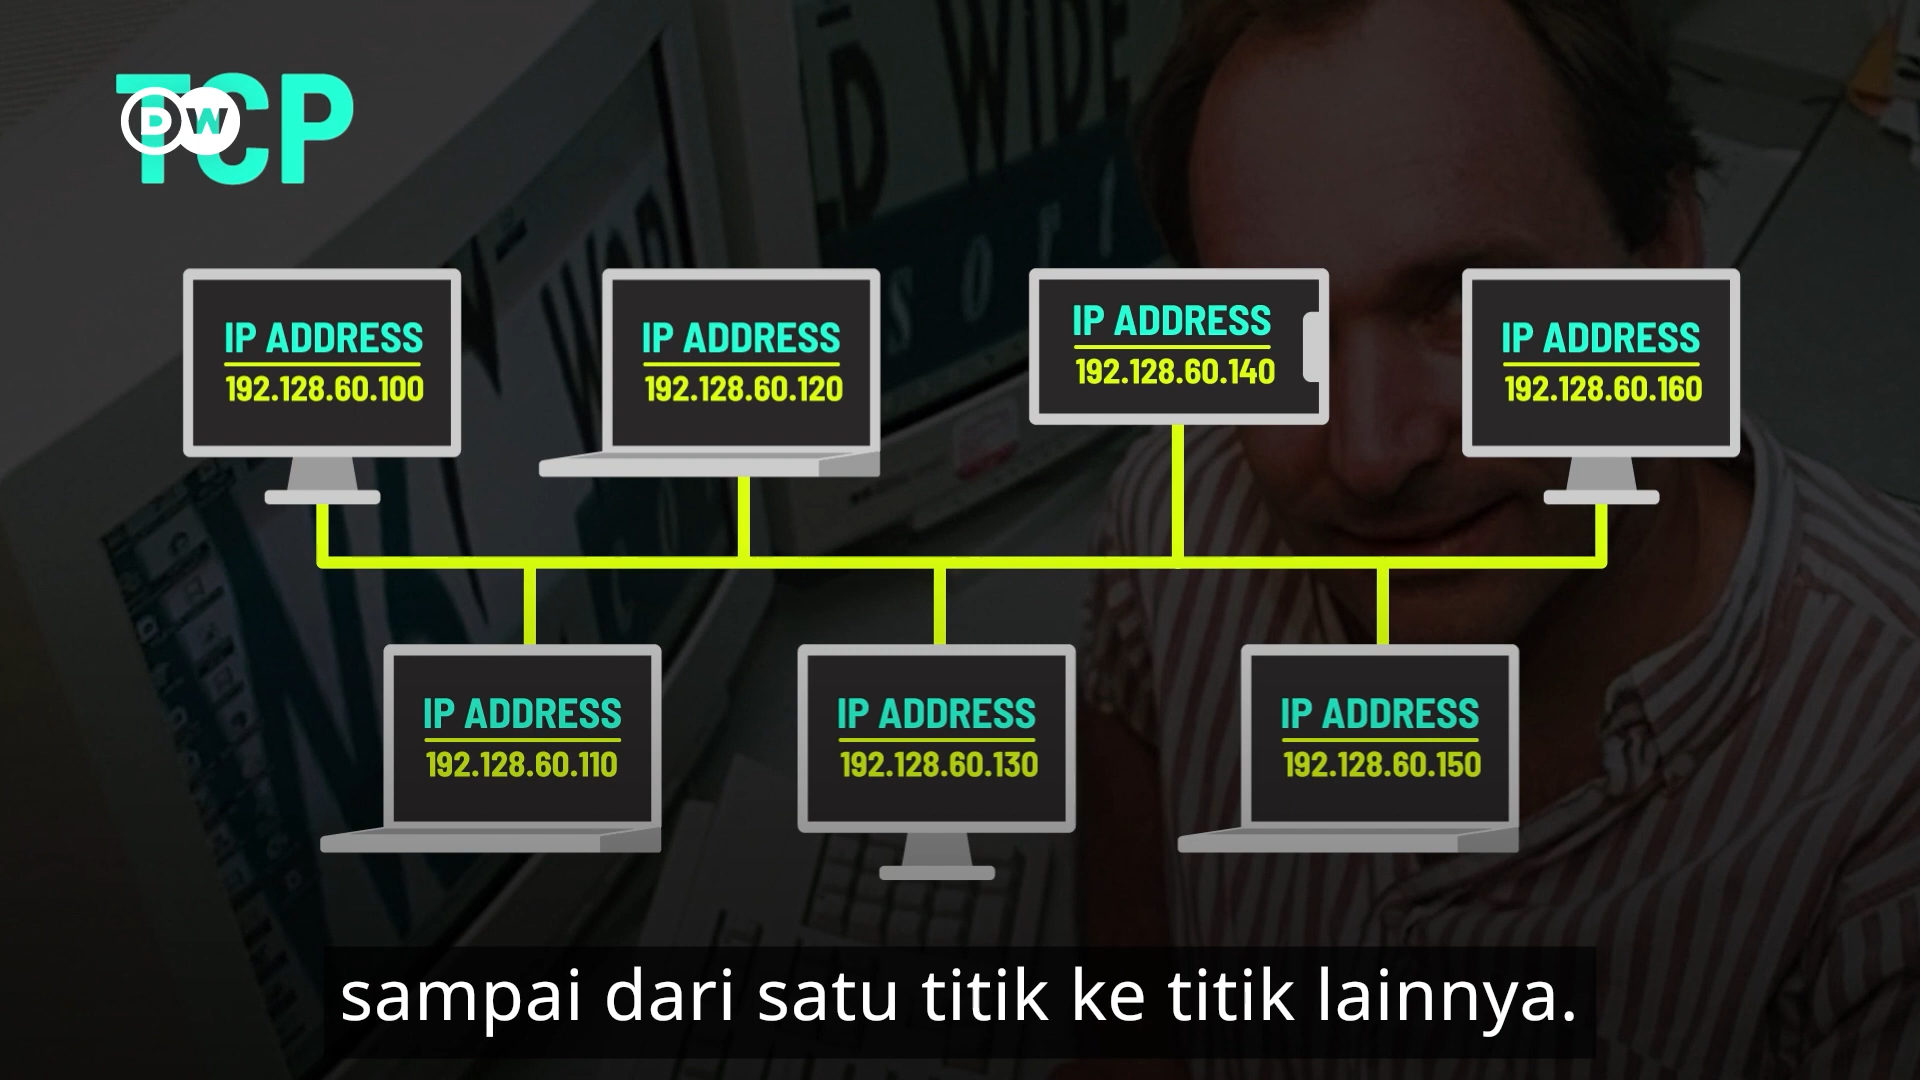 TCP
DW
D WIDE
IP ADDRESS
192.128.60.100
IP ADDRESS
192.128.60.120
IP ADDRESS
192.128.60.140
IP ADDRESS
192.128.60.160
IP ADDRESS
192.128.60.110
IP ADDRESS
192.128.60.130
IP ADDRESS
192.128.60.150
sampai dari satu titik ke titik lainnya.